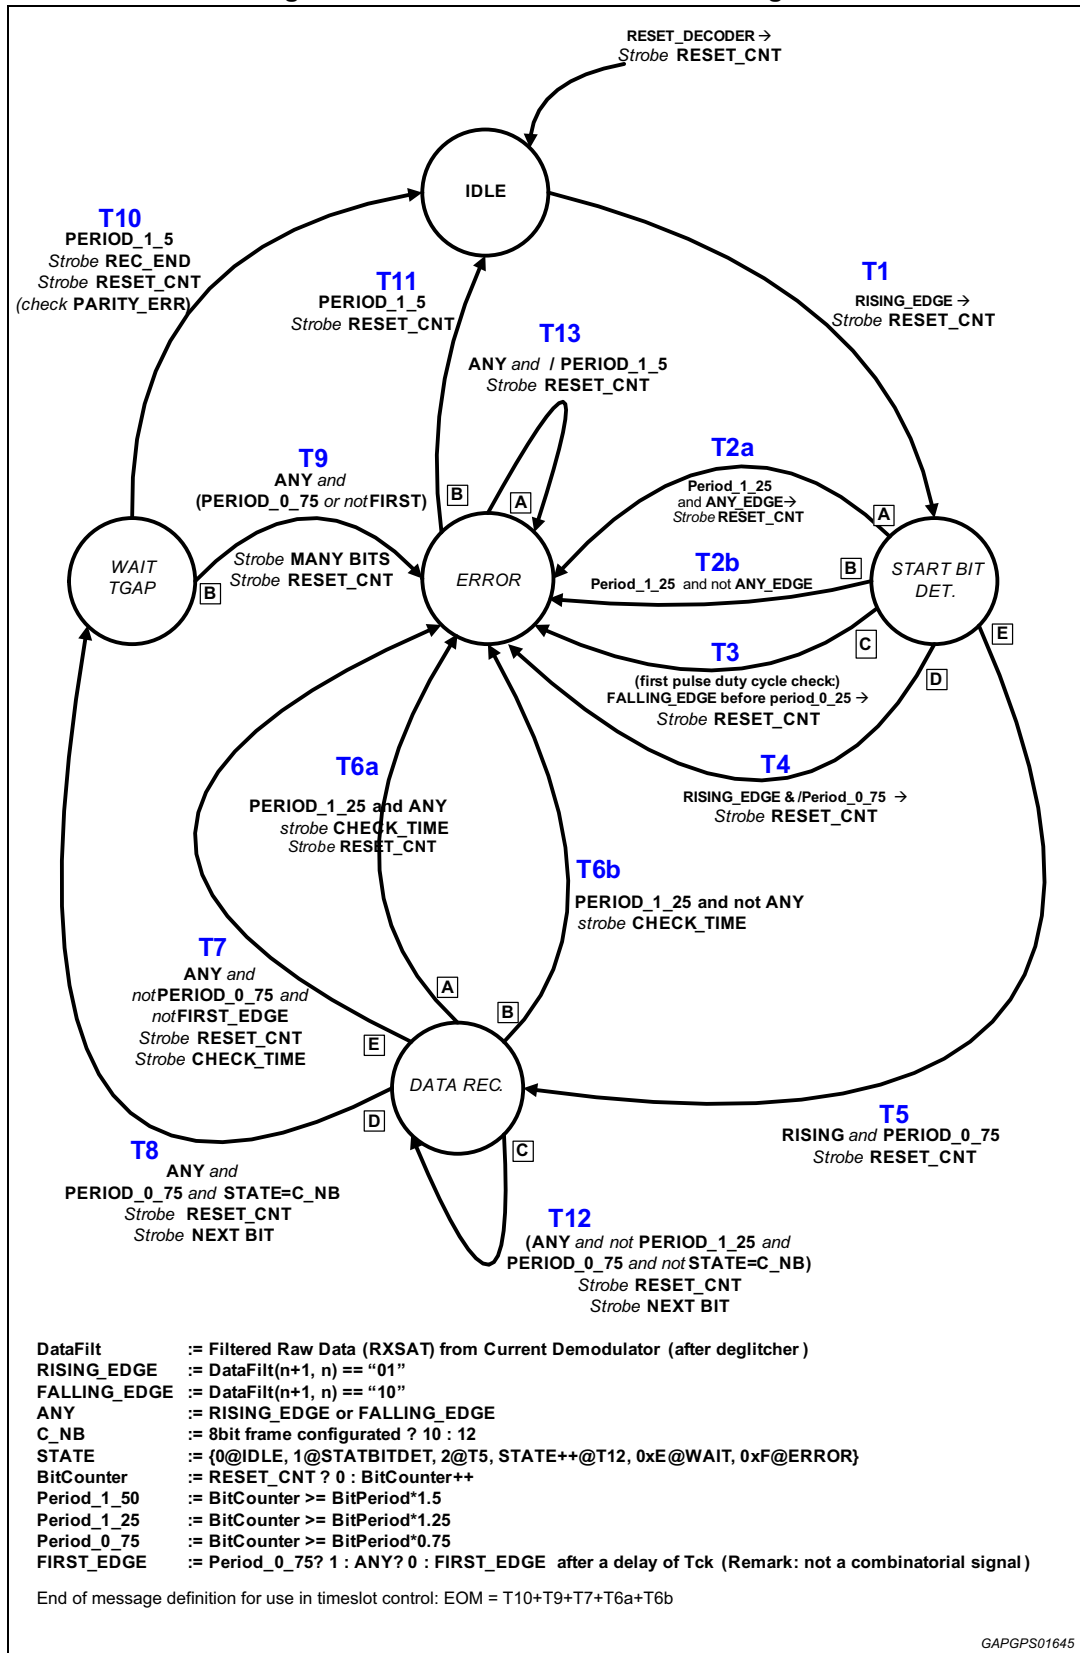 RESET_DECODER →
Strobe RESET_CNT
IDLE
T10
PERIOD_1_5
Strobe REC_END
Strobe RESET_CNT
(check PARITY_ERR)
T11
PERIOD_1_5
Strobe RESET_CNT
T1
RISING_EDGE →
Strobe RESET_CNT
T13
ANY and / PERIOD_1_5
Strobe RESET_CNT
T9
ANY and
(PERIOD_0_75 or not FIRST)
Strobe MANY BITS
Strobe RESET_CNT
B
A
T2a
Period_1_25
and ANY_EDGE→
Strobe RESET_CNT
A
T2b
Period_1_25 and not ANY_EDGE
B
WAIT
TGAP
B
ERROR
START BIT
DET.
C
E
D
T3
(first pulse duty cycle check:)
FALLING_EDGE before period_0_25 →
Strobe RESET_CNT
T4
RISING_EDGE & /Period_0_75 →
Strobe RESET_CNT
T6a
PERIOD_1_25 and ANY
strobe CHECK_TIME
Strobe RESET_CNT
T6b
PERIOD_1_25 and not ANY
strobe CHECK_TIME
T7
ANY and
not PERIOD_0_75 and
not FIRST_EDGE
Strobe RESET_CNT
Strobe CHECK_TIME
A
B
E
DATA REC.
D
C
T5
RISING and PERIOD_0_75
Strobe RESET_CNT
T8
ANY and
PERIOD_0_75 and STATE=C_NB
Strobe RESET_CNT
Strobe NEXT BIT
T12
(ANY and not PERIOD_1_25 and
PERIOD_0_75 and not STATE=C_NB)
Strobe RESET_CNT
Strobe NEXT BIT
DataFilt := Filtered Raw Data (RXSAT) from Current Demodulator (after deglitcher)
RISING_EDGE := DataFilt(n+1, n) == “01”
FALLING_EDGE := DataFilt(n+1, n) == “10”
ANY := RISING_EDGE or FALLING_EDGE
C_NB := 8bit frame configurated ? 10 : 12
STATE := {0@IDLE, 1@STATBITDET, 2@T5, STATE++@T12, 0xE@WAIT, 0xF@ERROR}
BitCounter := RESET_CNT ? 0 : BitCounter++
Period_1_50 := BitCounter >= BitPeriod*1.5
Period_1_25 := BitCounter >= BitPeriod*1.25
Period_0_75 := BitCounter >= BitPeriod*0.75
FIRST_EDGE := Period_0_75? 1 : ANY? 0 : FIRST_EDGE after a delay of Tck (Remark: not a combinatorial signal)
End of message definition for use in timeslot control: EOM = T10+T9+T7+T6a+T6b
GAPGPS01645